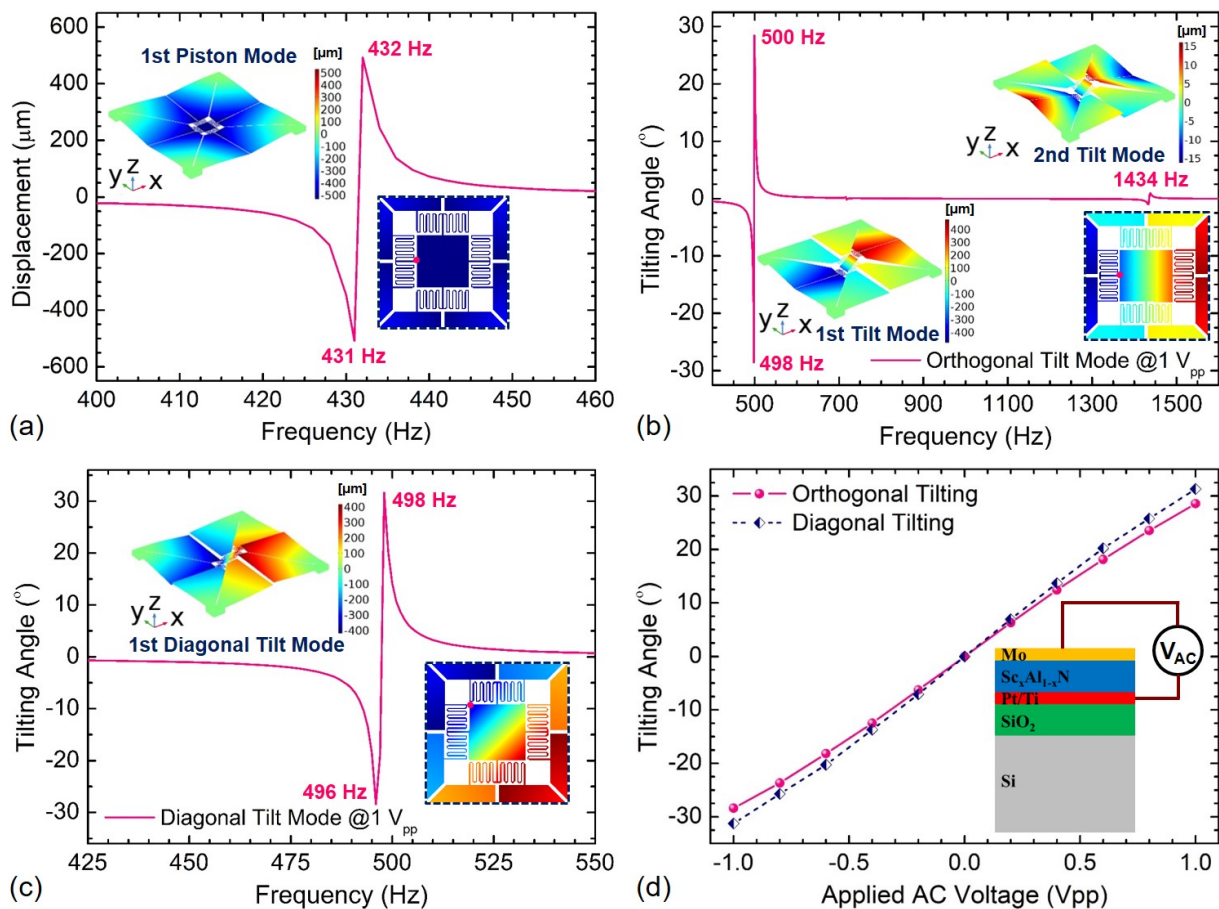 1st Piston Mode
[μm]
500
400
300
200
100
0
-100
-200
-300
-400
-500
y z x
432 Hz
431 Hz
600
400
200
0
-200
-400
-600
Displacement (μm)
400 410 420 430 440 450 460
Frequency (Hz)
(a)
500 Hz
[μm]
15
10
5
0
-5
-10
-15
y z x
2nd Tilt Mode
1434 Hz
[μm]
400
300
200
100
0
-100
-200
-300
-400
y z x
1st Tilt Mode
498 Hz
Orthogonal Tilt Mode @1 Vpp
30
20
10
0
-10
-20
-30
Tilting Angle (°)
500 700 900 1100 1300 1500
Frequency (Hz)
(b)
498 Hz
[μm]
400
300
200
100
0
-100
-200
-300
-400
y z x
1st Diagonal Tilt Mode
496 Hz
Diagonal Tilt Mode @1 Vpp
30
20
10
0
-10
-20
-30
Tilting Angle (°)
425 450 475 500 525 550
Frequency (Hz)
(c)
Orthogonal Tilting
Diagonal Tilting
VAC
Mo
ScxAl1-xN
Pt/Ti
SiO2
Si
30
20
10
0
-10
-20
-30
Tilting Angle (°)
-1.0 -0.5 0.0 0.5 1.0
Applied AC Voltage (Vpp)
(d)